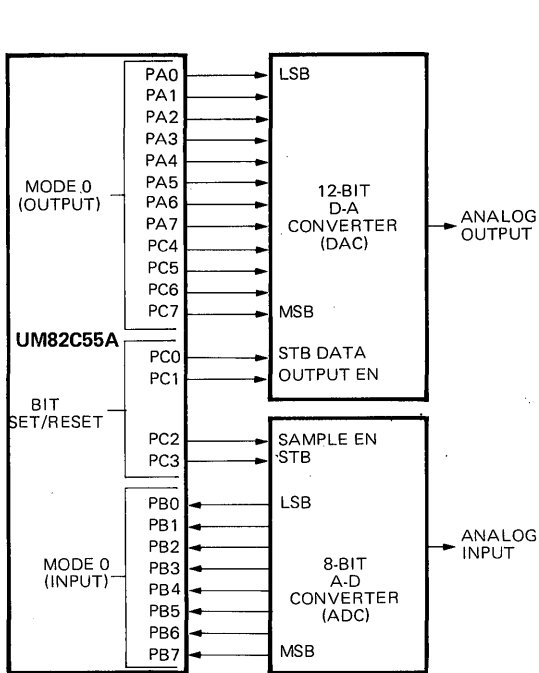 PA0
LSB
PA1
PA2
PA3
PA4
MODE 0
(OUTPUT)
PA5
PA6
PA7
PC4
PC5
PC6
PC7
MSB
12-BIT
D-A
CONVERTER
(DAC)
ANALOG
OUTPUT
UM82C55A
PC0
STB DATA
PC1
OUTPUT EN
BIT
SET/RESET
PC2
SAMPLE EN
PC3
STB
PB0
LSB
PB1
PB2
PB3
MODE 0
(INPUT)
PB4
PB5
PB6
PB7
MSB
8-BIT
A-D
CONVERTER
(ADC)
ANALOG
INPUT